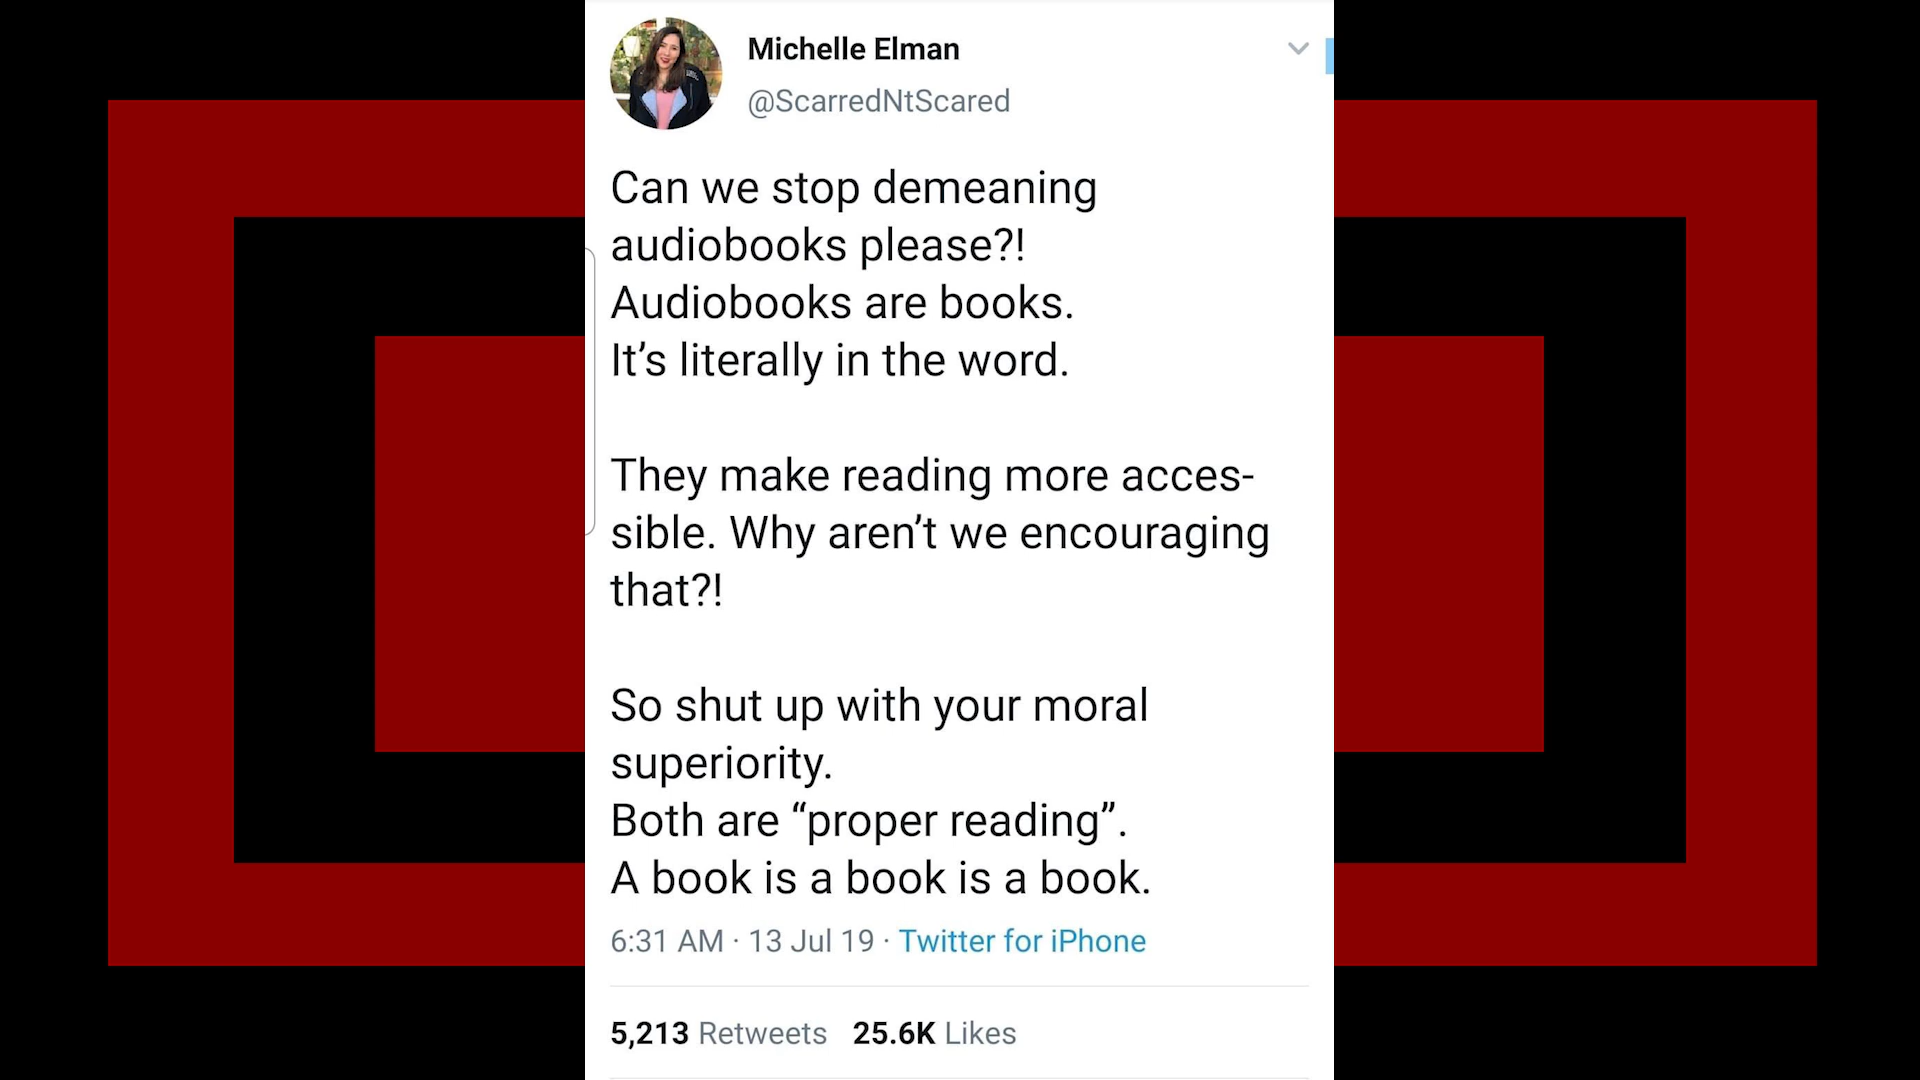 Michelle Elman
@ScarredNtScared
Can we stop demeaning
audiobooks please?!
Audiobooks are books.
It’s literally in the word.
They make reading more acces-
sible. Why aren’t we encouraging
that?!
So shut up with your moral
superiority.
Both are “proper reading”.
A book is a book is a book.
6:31 AM · 13 Jul 19 · Twitter for iPhone
5,213 Retweets 25.6K Likes